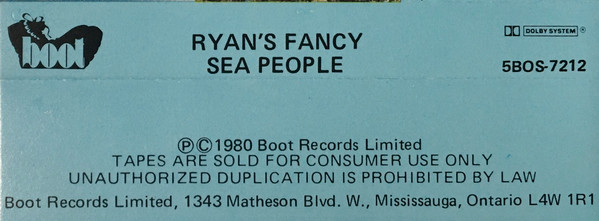 boot
RYAN'S FANCY
SEA PEOPLE
DOLBY SYSTEM ®
5BOS-7212
Ⓟ©1980 Boot Records Limited
TAPES ARE SOLD FOR CONSUMER USE ONLY
UNAUTHORIZED DUPLICATION IS PROHIBITED BY LAW
Boot Records Limited, 1343 Matheson Blvd. W., Mississauga, Ontario L4W 1R1